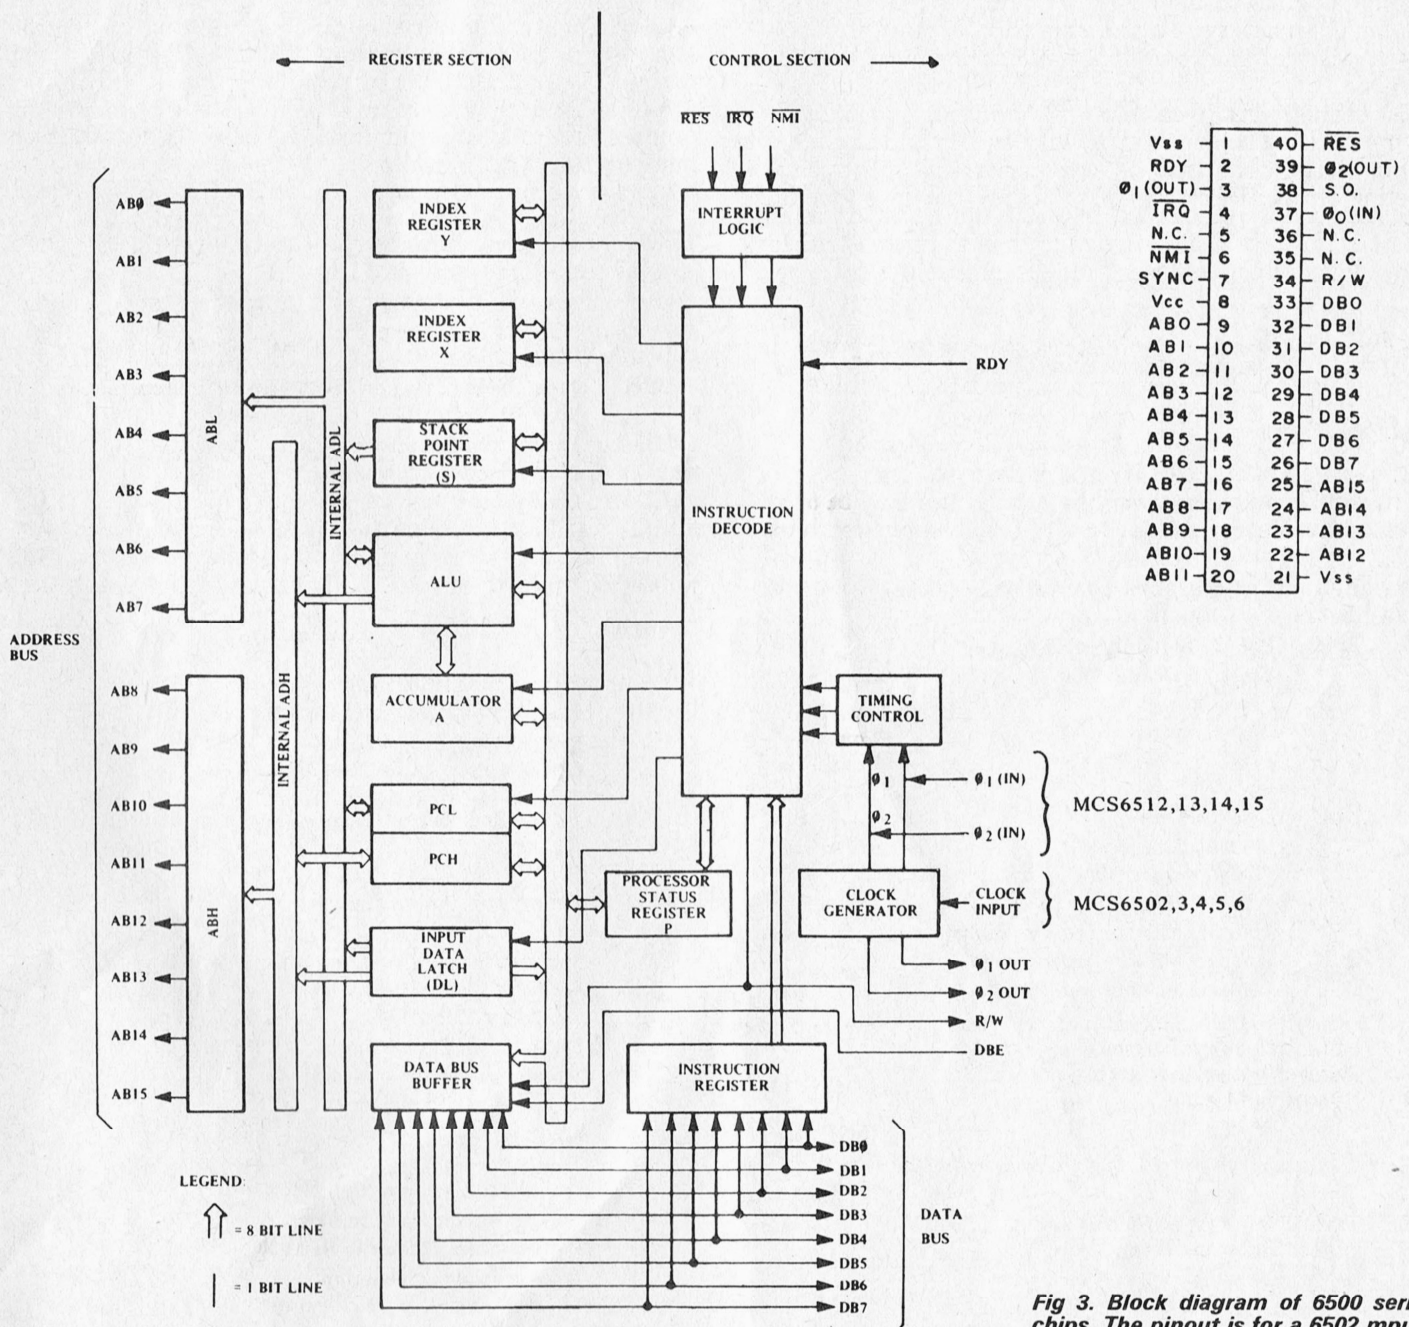 REGISTER SECTION
CONTROL SECTION
RES IRQ NMI
INTERRUPT
LOGIC
INDEX
REGISTER
Y
INDEX
REGISTER
X
STACK
POINT
REGISTER
(S)
ALU
ACCUMULATOR
A
PCL
PCH
INPUT
DATA
LATCH
(DL)
DATA BUS
BUFFER
INSTRUCTION
DECODE
RDY
TIMING
CONTROL
Ø1
Ø1 (IN)
Ø2
Ø2 (IN)
MCS6512,13,14,15
PROCESSOR
STATUS
REGISTER
P
CLOCK
GENERATOR
CLOCK
INPUT
MCS6502,3,4,5,6
Ø1 OUT
Ø2 OUT
R/W
DBE
INSTRUCTION
REGISTER
DBØ
DB1
DB2
DB3
DB4
DB5
DB6
DB7
DATA
BUS
ADDRESS
BUS
ABØ
AB1
AB2
AB3
AB4
AB5
AB6
AB7
AB8
AB9
AB10
AB11
AB12
AB13
AB14
AB15
ABL
ABH
INTERNAL ADL
INTERNAL ADH
LEGEND:
= 8 BIT LINE
= 1 BIT LINE
Vss 1 40 RES
RDY 2 39 Ø2(OUT)
Ø1(OUT) 3 38 S.O.
IRQ 4 37 Ø0(IN)
N.C. 5 36 N.C.
NMI 6 35 N.C.
SYNC 7 34 R/W
Vcc 8 33 DB0
AB0 9 32 DB1
AB1 10 31 DB2
AB2 11 30 DB3
AB3 12 29 DB4
AB4 13 28 DB5
AB5 14 27 DB6
AB6 15 26 DB7
AB7 16 25 AB15
AB8 17 24 AB14
AB9 18 23 AB13
AB10 19 22 AB12
AB11 20 21 Vss
Fig 3. Block diagram of 6500 seri
chips. The pinout is for a 6502 mpu